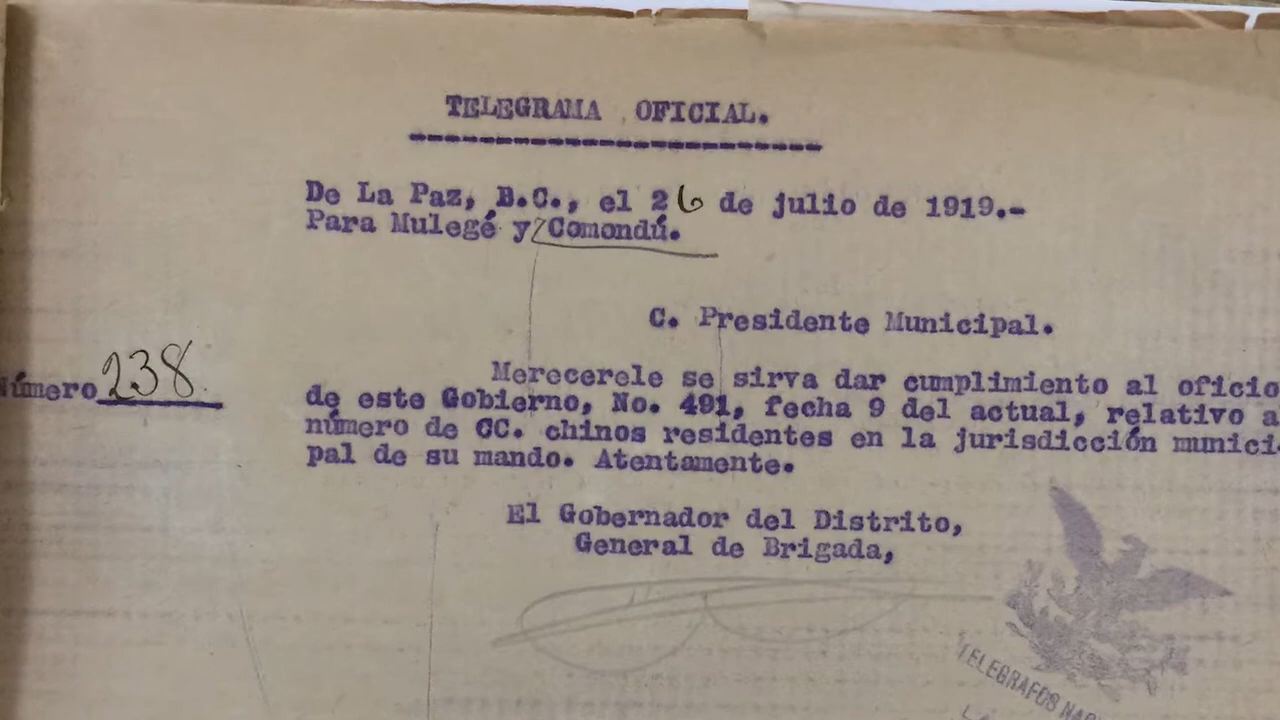 TELEGRAMA OFICIAL.
De La Paz, B.C., el 26 de julio de 1919.-
Para Mulegé y Comondú.
C. Presidente Municipal.
Número 238
Merecerele se sirva dar cumplimiento al oficio
de este Gobierno, No. 491, fecha 9 del actual, relativo a
número de CC. chinos residentes en la jurisdicción munici-
pal de su mando. Atentamente.
El Gobernador del Distrito,
General de Brigada,
TELEGRAFOS